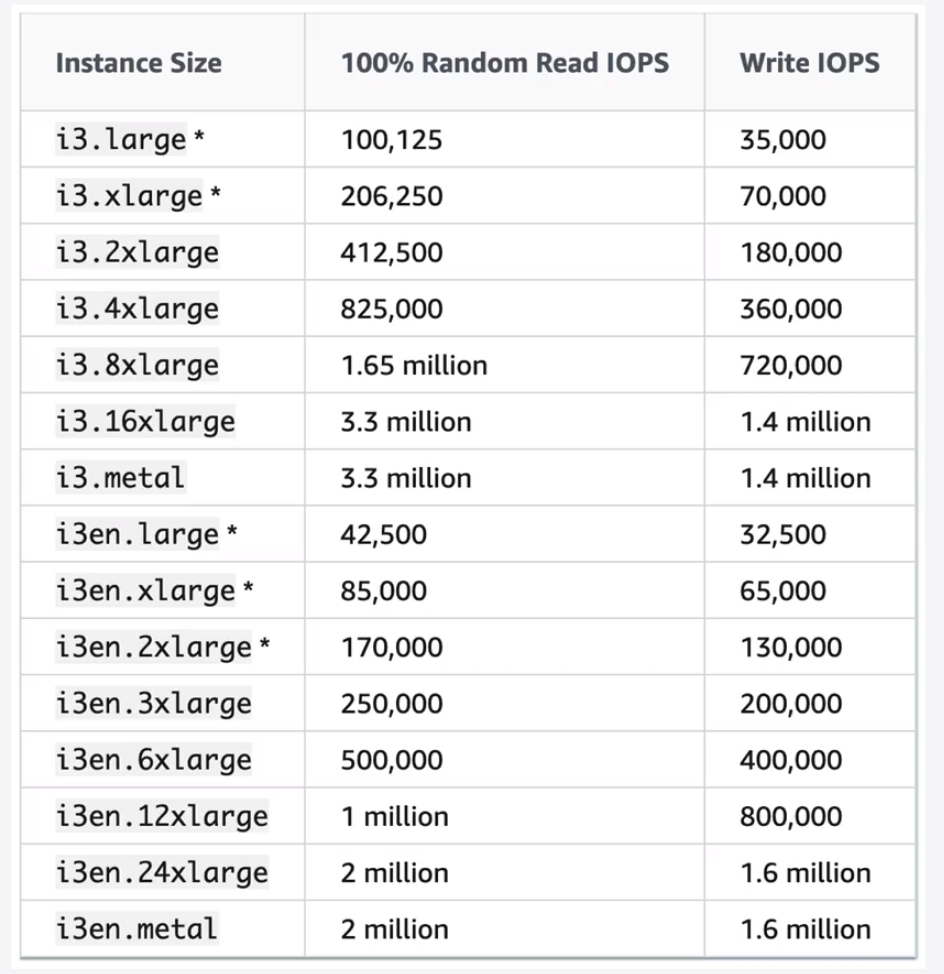 Instance Size 100% Random Read IOPS Write IOPS
i3.large * 100,125 35,000
i3.xlarge * 206,250 70,000
i3.2xlarge 412,500 180,000
i3.4xlarge 825,000 360,000
i3.8xlarge 1.65 million 720,000
i3.16xlarge 3.3 million 1.4 million
i3.metal 3.3 million 1.4 million
i3en.large * 42,500 32,500
i3en.xlarge * 85,000 65,000
i3en.2xlarge * 170,000 130,000
i3en.3xlarge 250,000 200,000
i3en.6xlarge 500,000 400,000
i3en.12xlarge 1 million 800,000
i3en.24xlarge 2 million 1.6 million
i3en.metal 2 million 1.6 million